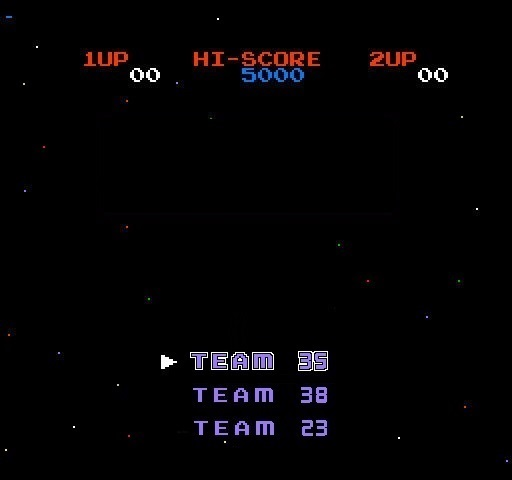 1UP HI-SCORE 2UP
00 5000 00
TEAM 35
TEAM 38
TEAM 23